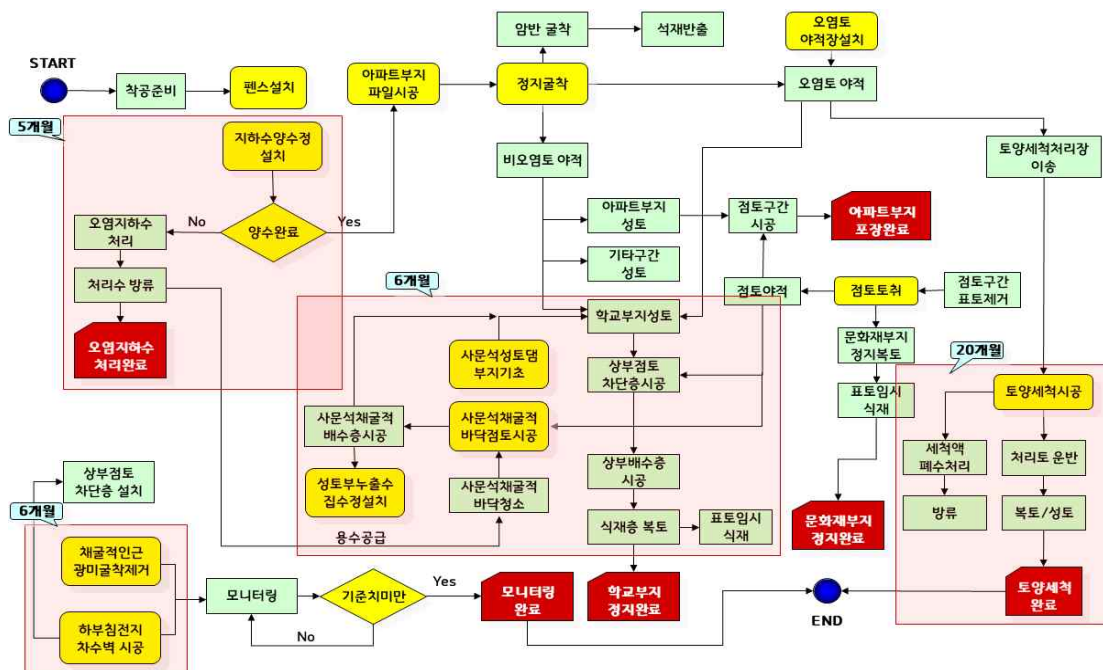 START
착공준비
펜스설치
아파트부지
파일시공
암반 굴착
석재반출
정지굴착
오염토
야적장설치
오염토 야적
5개월
지하수양수정
설치
양수완료
No
Yes
오염지하수
처리
처리수 방류
오염지하수
처리완료
비오염토 야적
아파트부지
성토
기타구간
성토
점토구간
시공
아파트부지
포장완료
토양세척처리장
이송
점토야적
점토토취
점토구간
표토제거
문화재부지
정지복토
표토임시
식재
문화재부지
정지완료
6개월
학교부지성토
사문석성토댐
부지기초
상부점토
차단층시공
사문석채굴적
배수층시공
사문석채굴적
바닥점토시공
성토부누출수
집수정설치
사문석채굴적
바닥청소
상부배수층
시공
식재층 복토
표토임시
식재
용수공급
학교부지
정지완료
20개월
토양세척시공
세척액
폐수처리
방류
처리토 운반
복토/성토
토양세척
완료
상부점토
차단층 설치
6개월
채굴적인근
광미굴착제거
하부침전지
차수벽 시공
모니터링
기준치미만
Yes
No
모니터링
완료
END